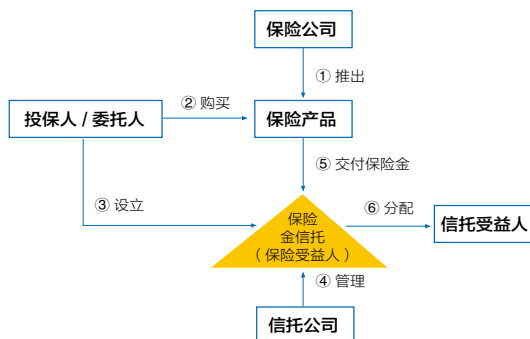 保险公司
① 推出
② 购买
投保人 / 委托人
保险产品
⑤ 交付保险金
③ 设立
保险
金信托
（保险受益人）
⑥ 分配
信托受益人
④ 管理
信托公司